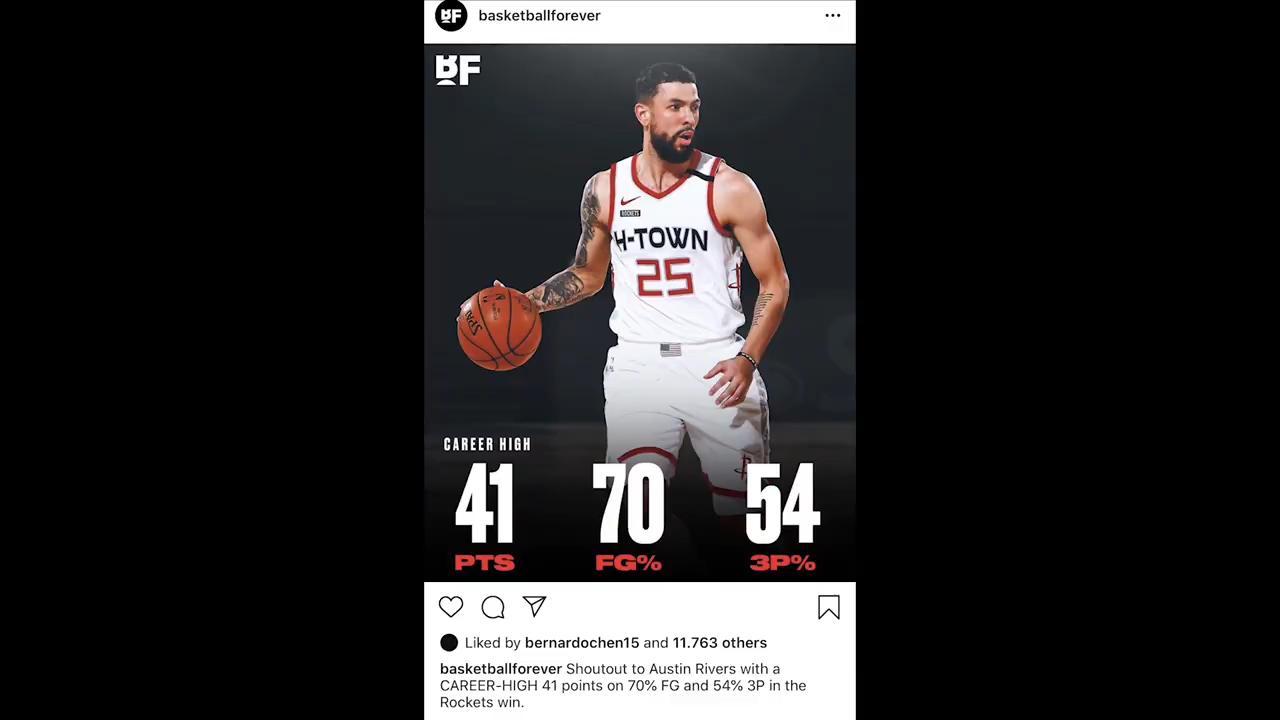 BF
basketballforever
BF
ROCKETS
H-TOWN
25
SPALD
CAREER HIGH
41
70
54
PTS
FG%
3P%
Liked by bernardochen15 and 11.763 others
basketballforever Shoutout to Austin Rivers with a
CAREER-HIGH 41 points on 70% FG and 54% 3P in the
Rockets win.